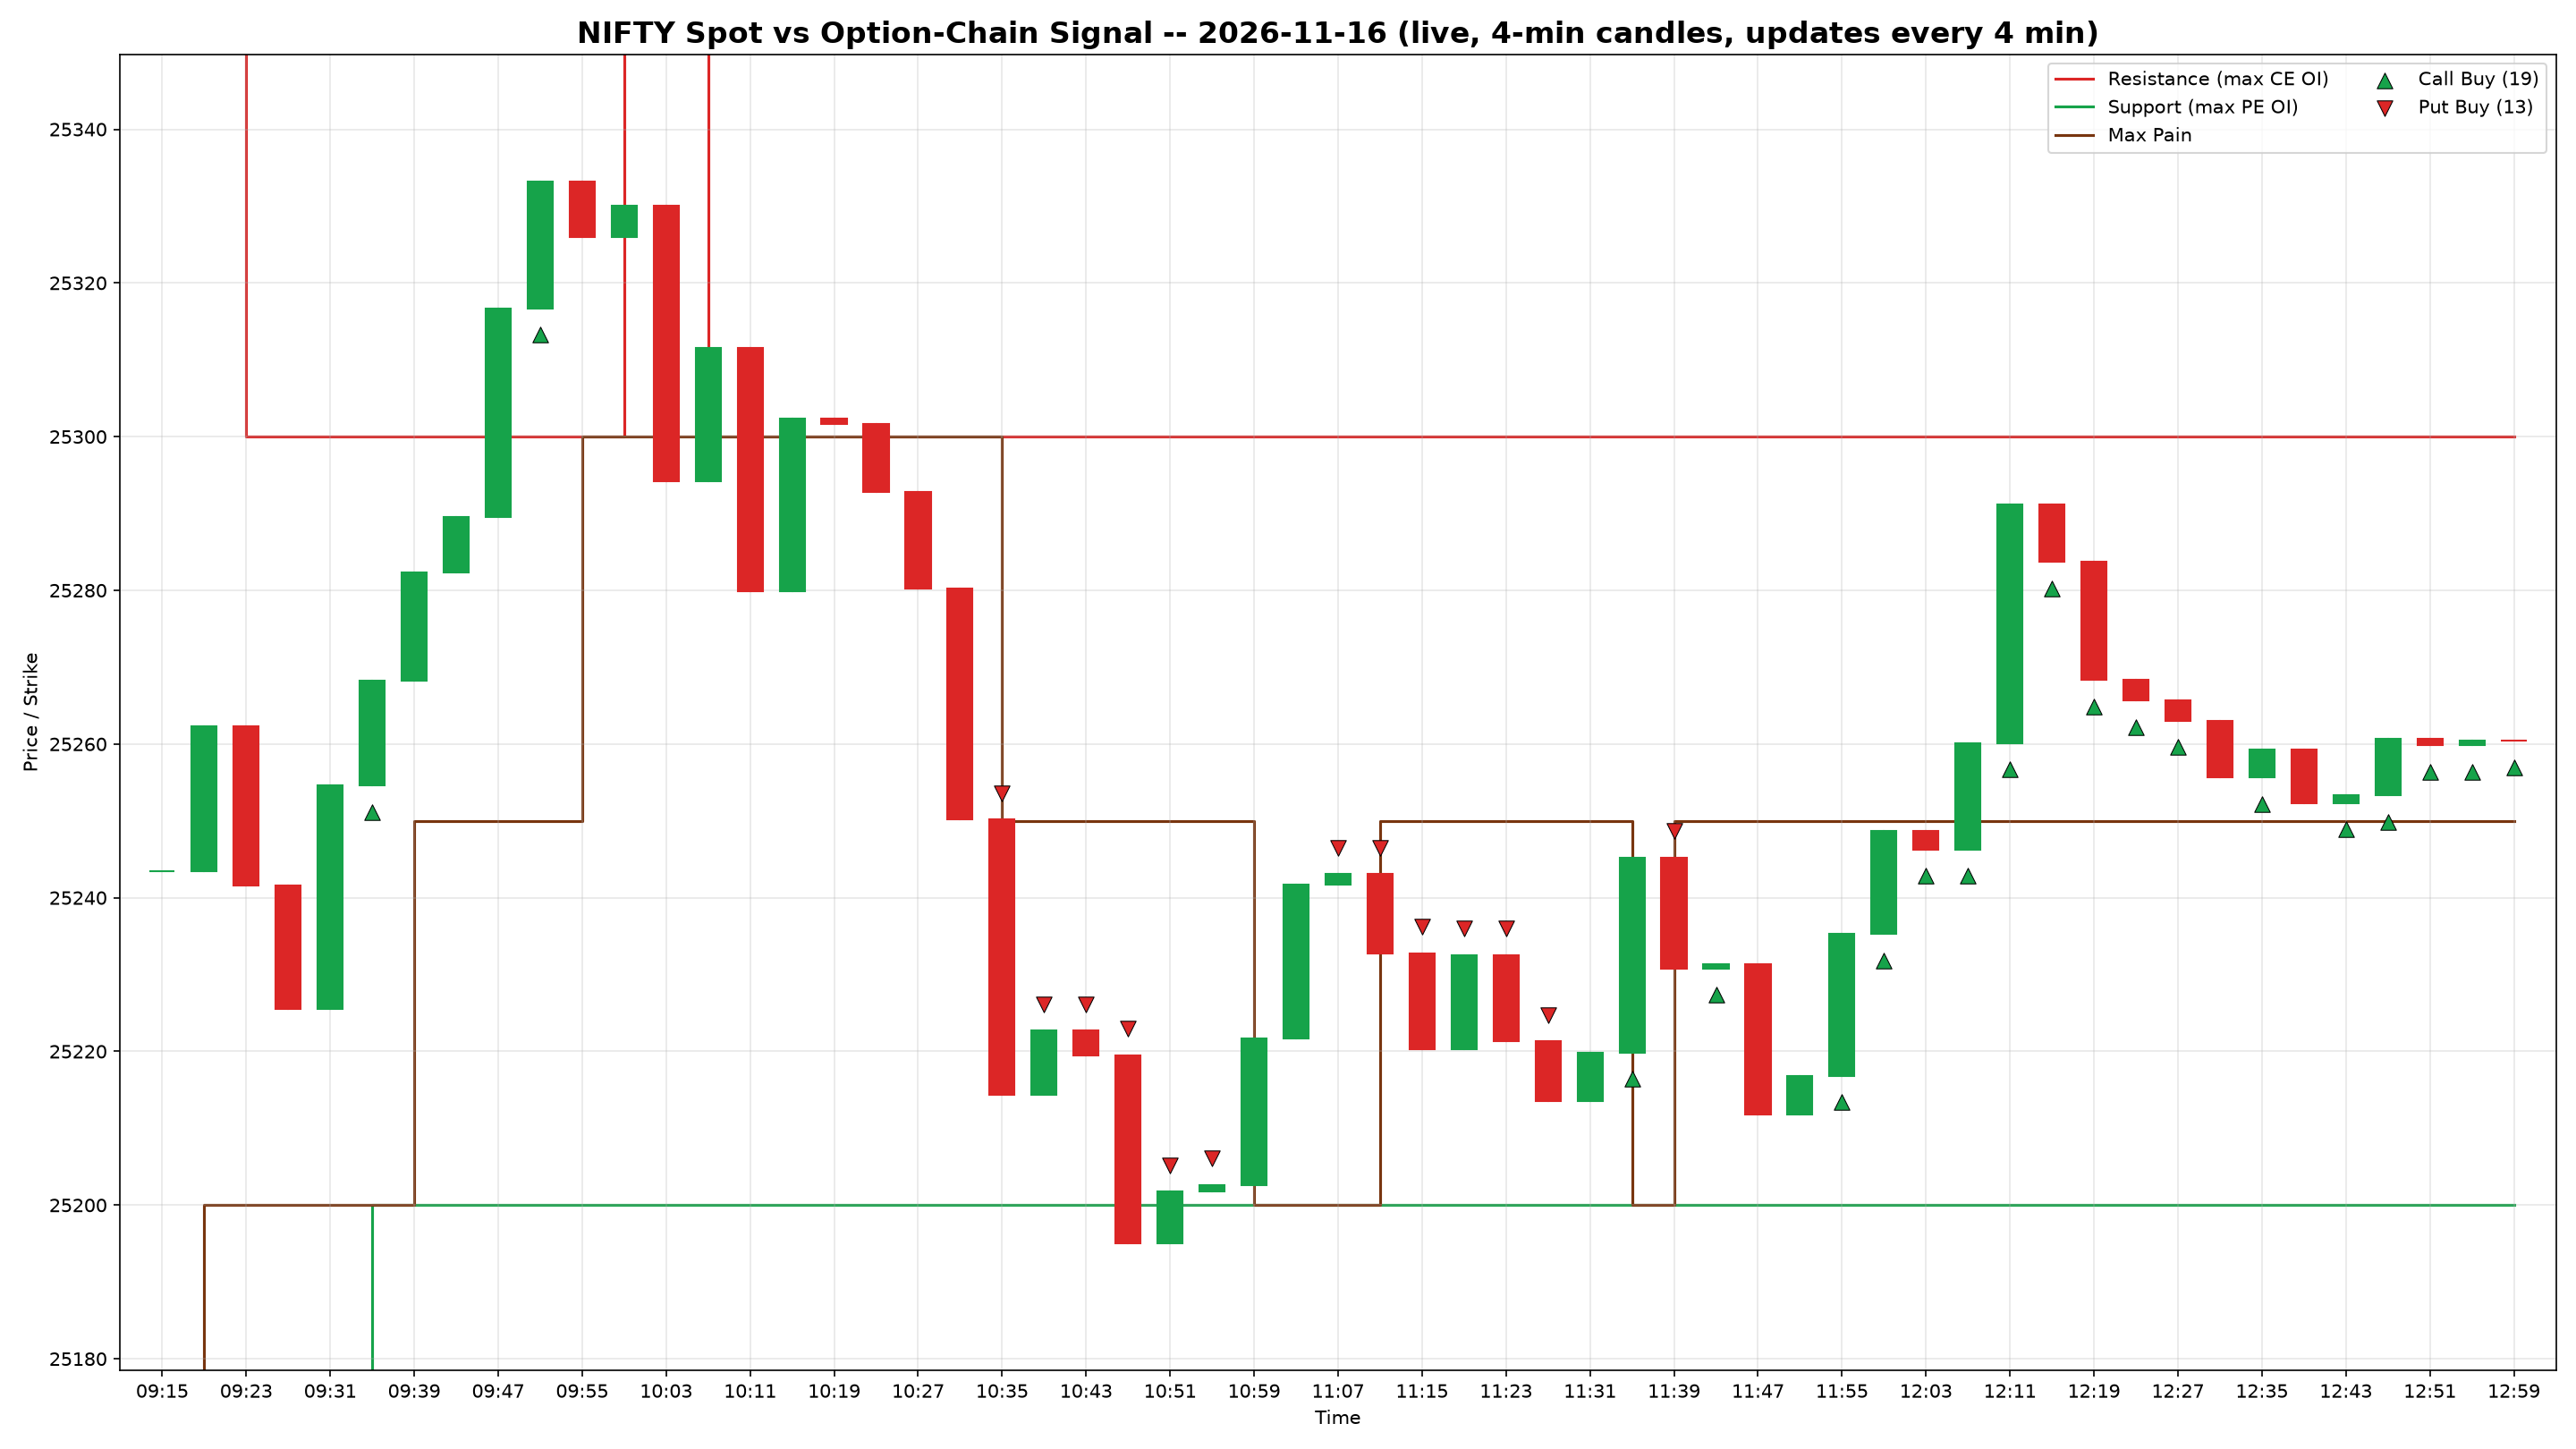 NIFTY Spot vs Option-Chain Signal -- 2026-11-16 (live, 4-min candles, updates every 4 min)
Resistance (max CE OI)
Support (max PE OI)
Max Pain
Call Buy (19)
Put Buy (13)
Price / Strike
25340
25320
25300
25280
25260
25240
25220
25200
25180
09:15 09:23 09:31 09:39 09:47 09:55 10:03 10:11 10:19 10:27 10:35 10:43 10:51 10:59 11:07 11:15 11:23 11:31 11:39 11:47 11:55 12:03 12:11 12:19 12:27 12:35 12:43 12:51 12:59
Time